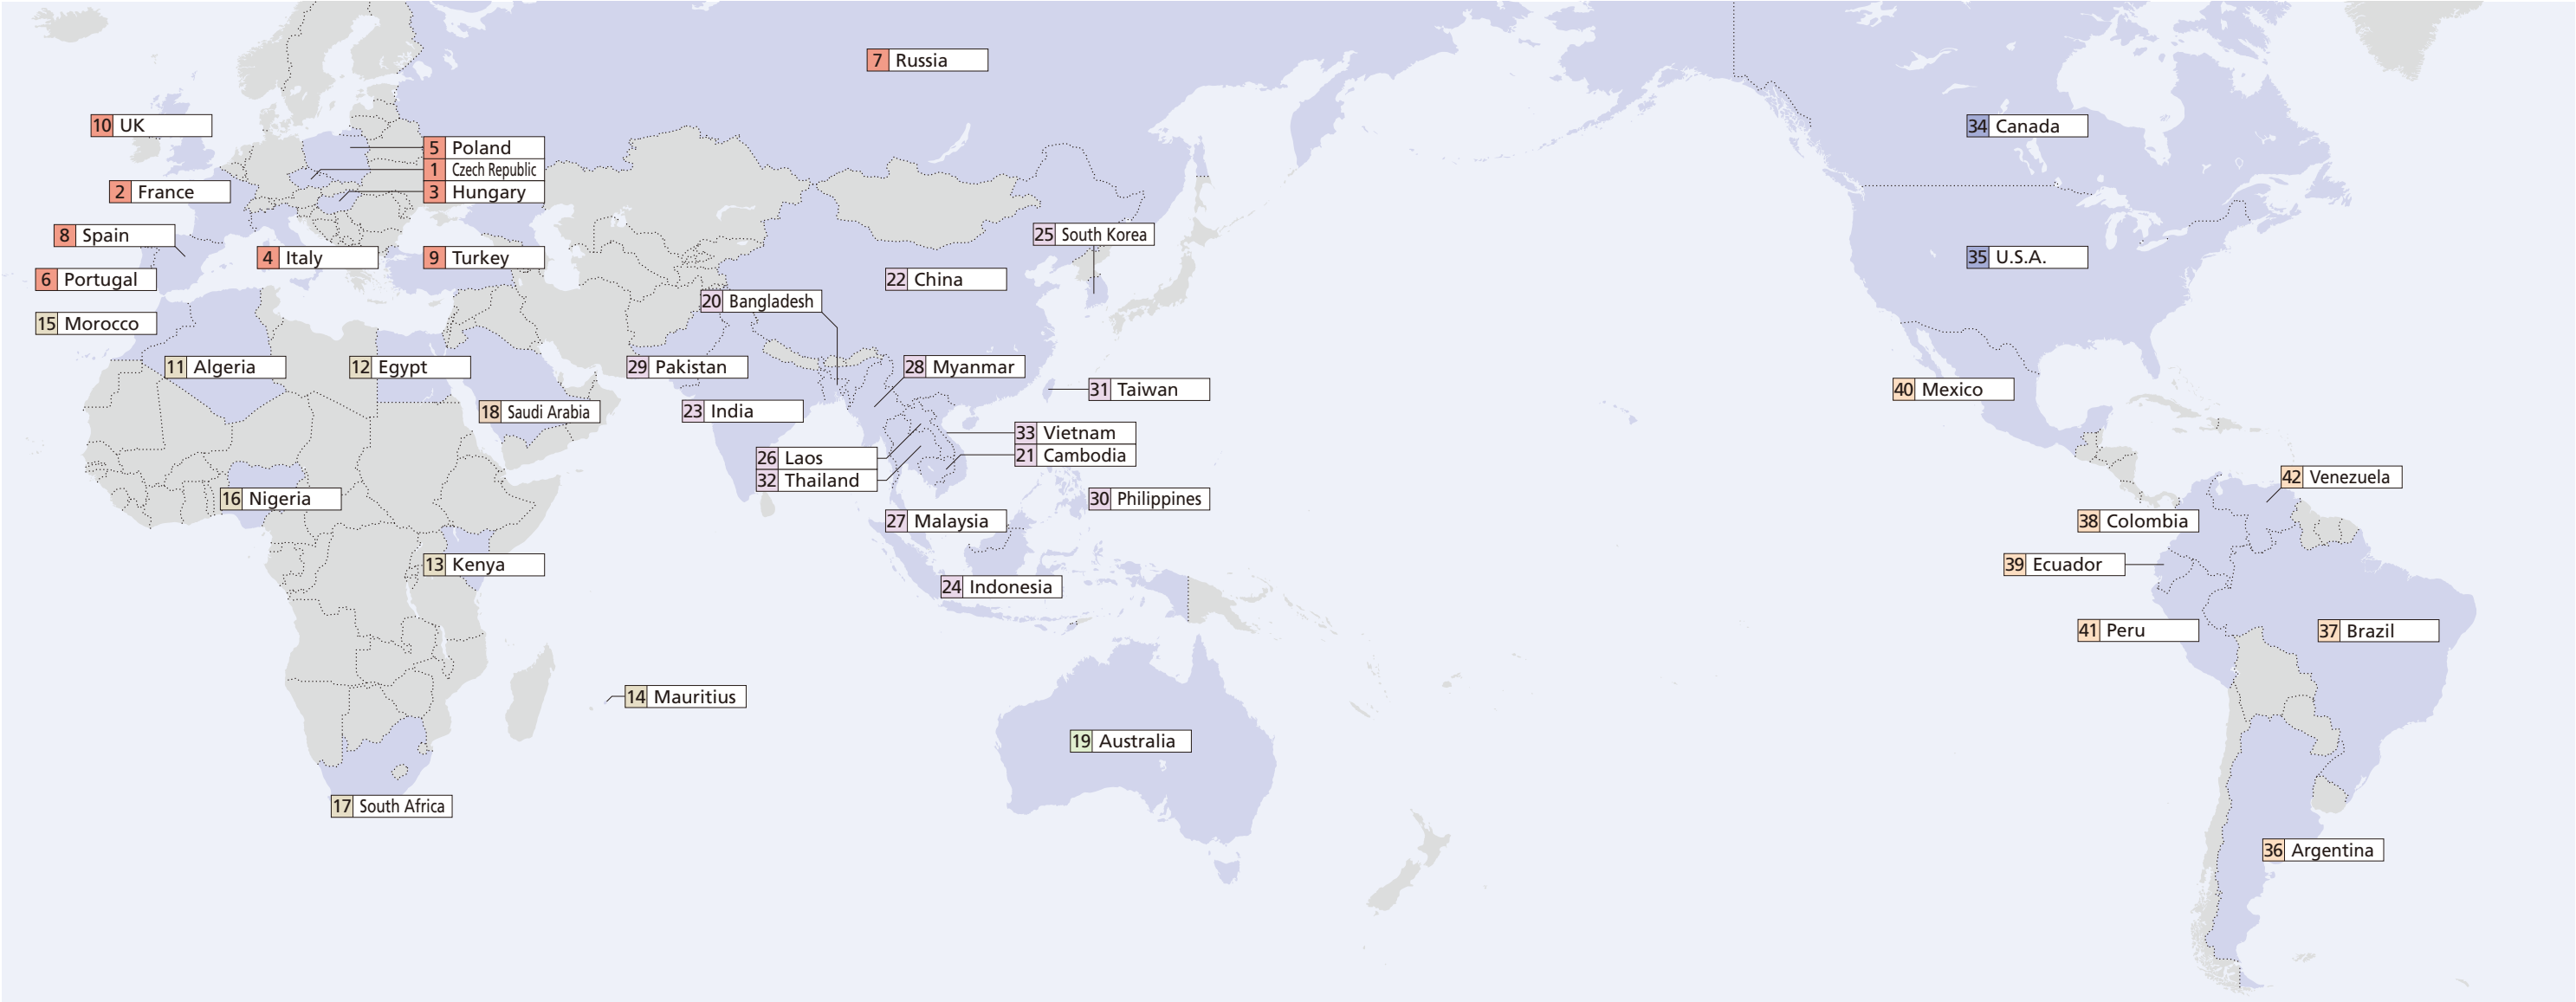 7 Russia
10 UK
34 Canada
5 Poland
1 Czech Republic
3 Hungary
2 France
8 Spain
25 South Korea
4 Italy
9 Turkey
35 U.S.A.
6 Portugal
22 China
20 Bangladesh
15 Morocco
11 Algeria
12 Egypt
29 Pakistan
28 Myanmar
31 Taiwan
40 Mexico
18 Saudi Arabia
23 India
33 Vietnam
21 Cambodia
26 Laos
32 Thailand
42 Venezuela
16 Nigeria
30 Philippines
27 Malaysia
38 Colombia
13 Kenya
39 Ecuador
24 Indonesia
41 Peru
37 Brazil
14 Mauritius
19 Australia
17 South Africa
36 Argentina